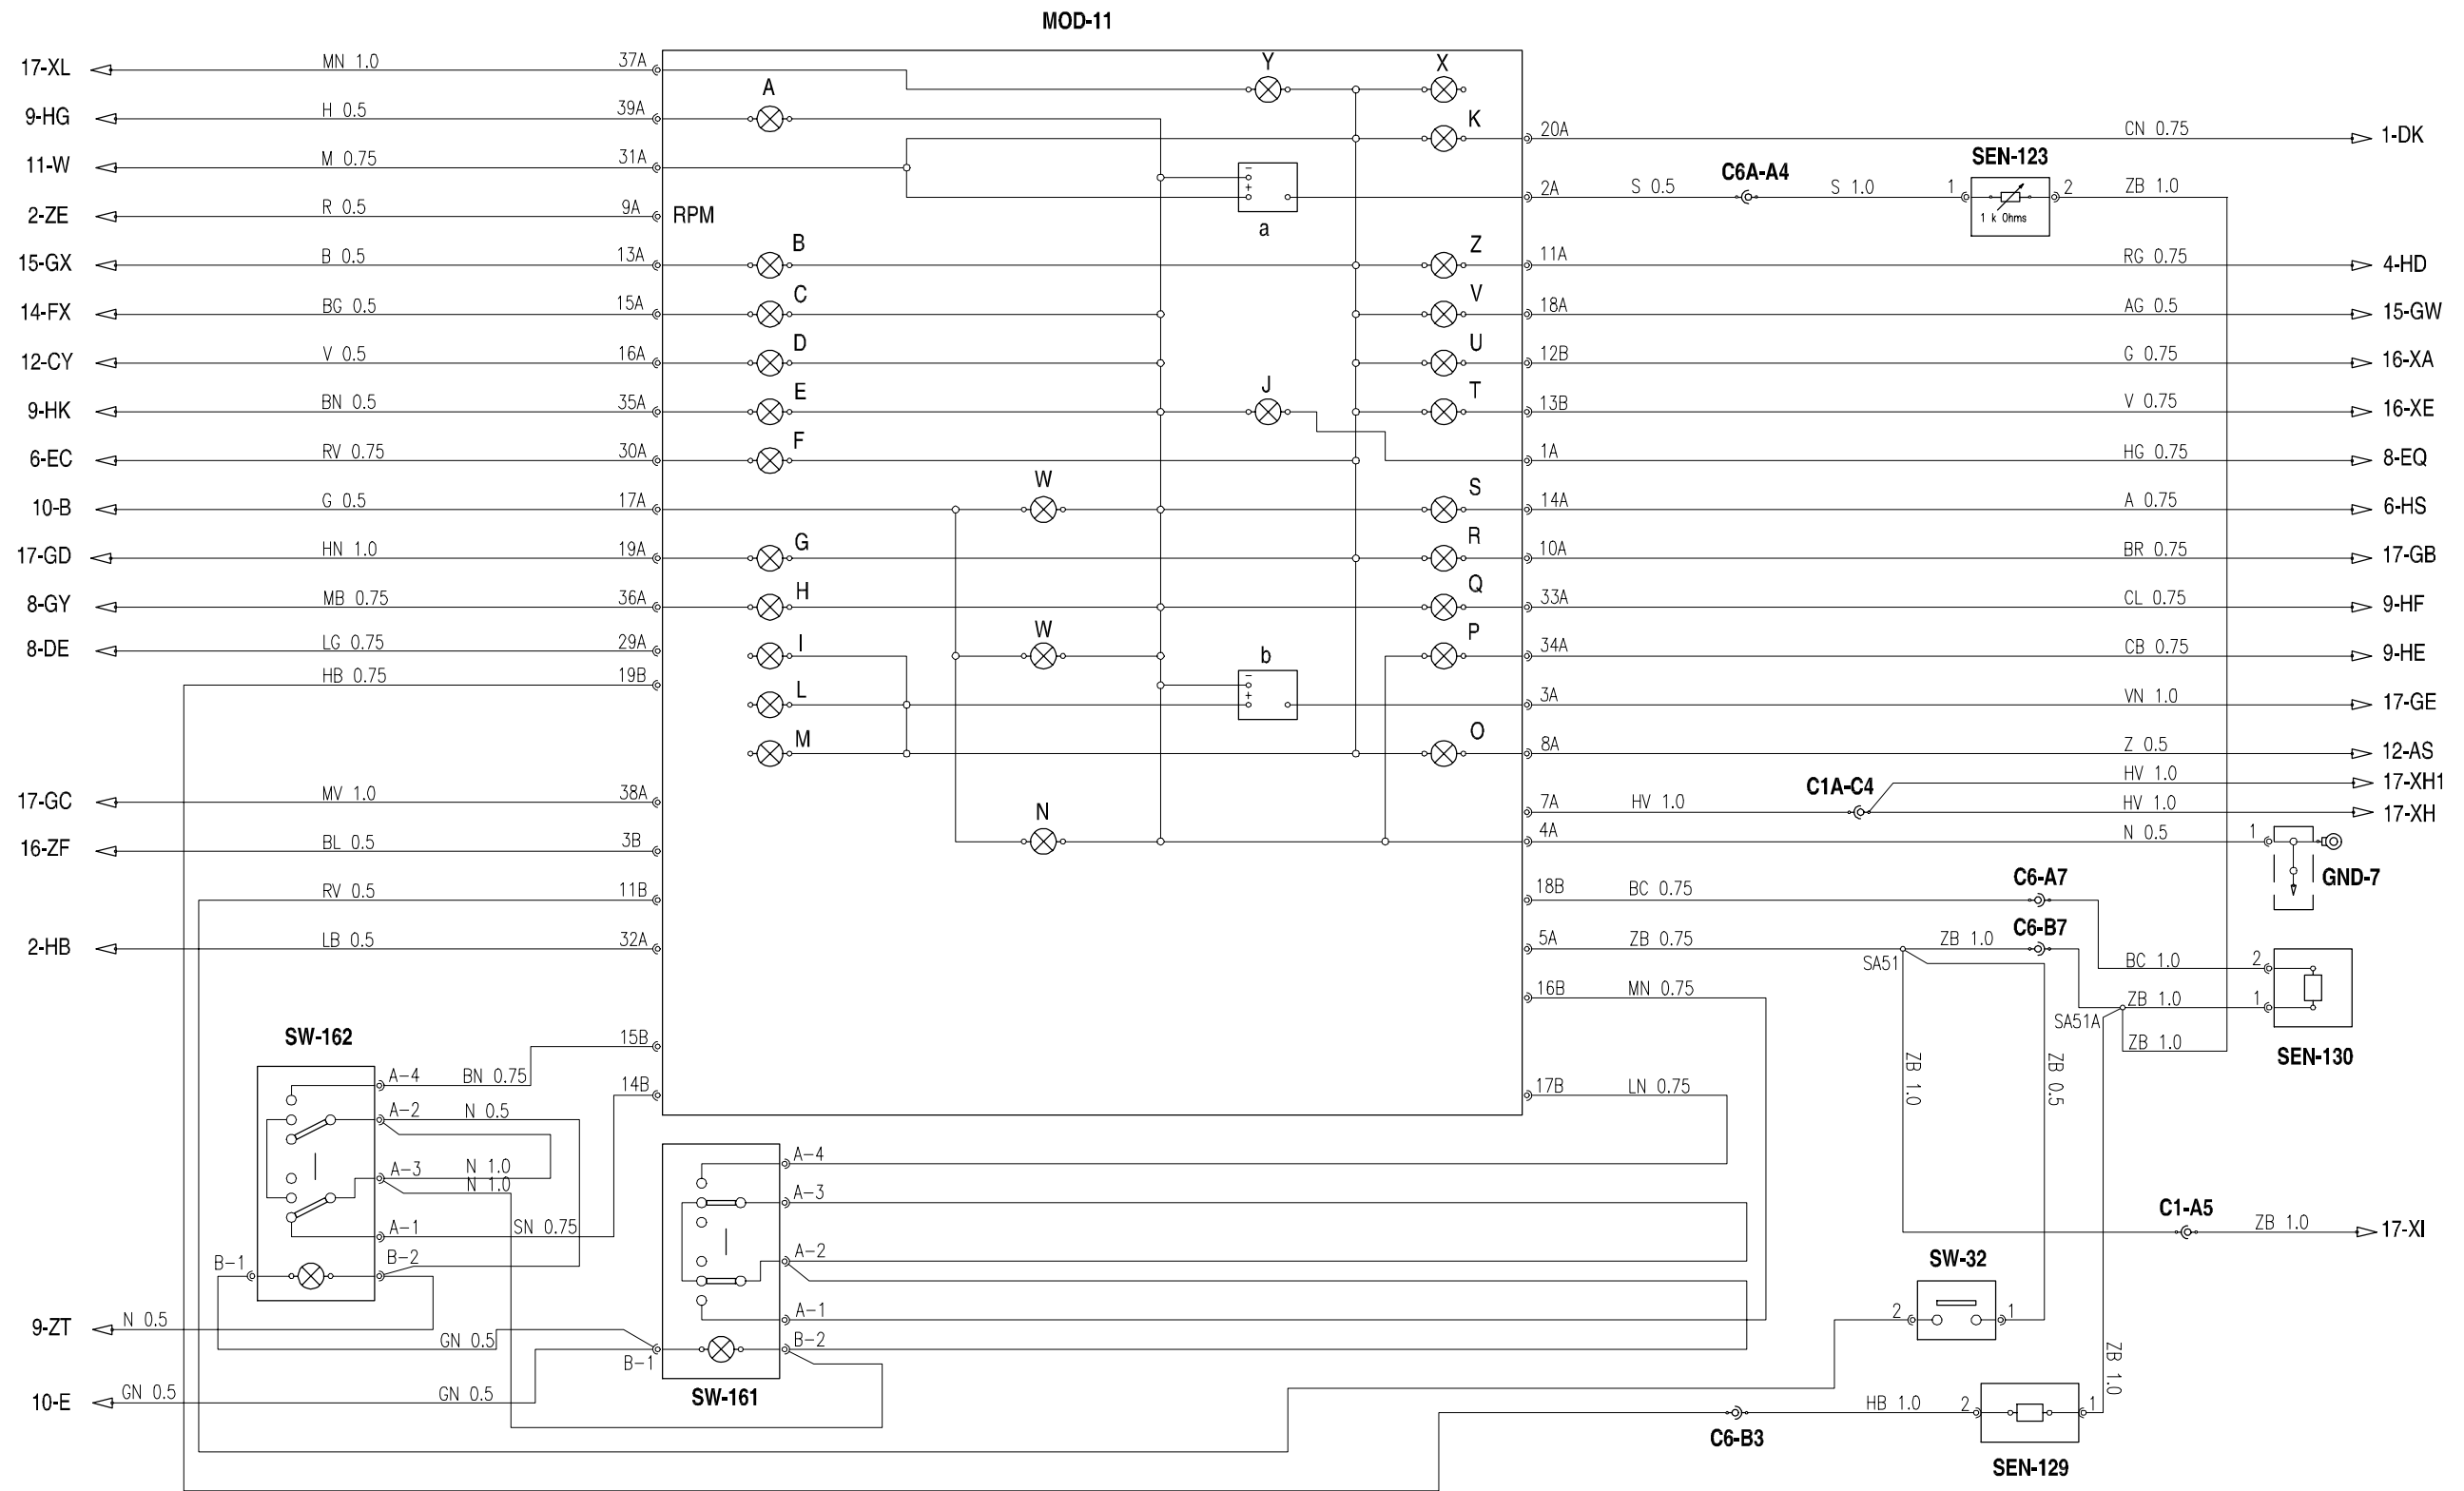 MOD-11
17-XL MN 1.0 37A Y X
9-HG H 0.5 39A A K 20A CN 0.75 1-DK
11-W M 0.75 31A
C6A-A4 SEN-123
- + a 2A S 0.5 S 1.0 1 2 ZB 1.0
1 k Ohms
2-ZE R 0.5 9A RPM
15-GX B 0.5 13A B Z 11A RG 0.75 4-HD
14-FX BG 0.5 15A C V 18A AG 0.5 15-GW
12-CY V 0.5 16A D U 12B G 0.75 16-XA
9-HK BN 0.5 35A E J T 13B V 0.75 16-XE
6-EC RV 0.75 30A F 1A HG 0.75 8-EQ
10-B G 0.5 17A W S 14A A 0.75 6-HS
17-GD HN 1.0 19A G R 10A BR 0.75 17-GB
8-GY MB 0.75 36A H Q 33A CL 0.75 9-HF
8-DE LG 0.75 29A I W P 34A CB 0.75 9-HE
HB 0.75 19B L b - + 3A VN 1.0 17-GE
M O 8A Z 0.5 12-AS
HV 1.0 17-XH1
17-GC MV 1.0 38A 7A HV 1.0 C1A-C4 HV 1.0 17-XH
N 4A N 0.5 1 GND-7
16-ZF BL 0.5 3B
RV 0.5 11B 18B BC 0.75 C6-A7
2-HB LB 0.5 32A 5A ZB 0.75 SA51 ZB 1.0 C6-B7
BC 1.0 2
16B MN 0.75 ZB 1.0 1
SA51A
ZB 1.0
SEN-130
SW-162
15B
A-4 BN 0.75 14B 17B LN 0.75
ZB 1.0 ZB 0.5
A-2 N 0.5
A-3 N 1.0
N 1.0
A-1 SN 0.75
B-1 B-2
A-4
A-3
A-2
A-1
B-2
C1-A5 ZB 1.0 17-XI
SW-32
2 1
9-ZT N 0.5
GN 0.5
B-1
ZB 1.0
10-E GN 0.5 GN 0.5
SW-161
C6-B3 HB 1.0 2 1
SEN-129